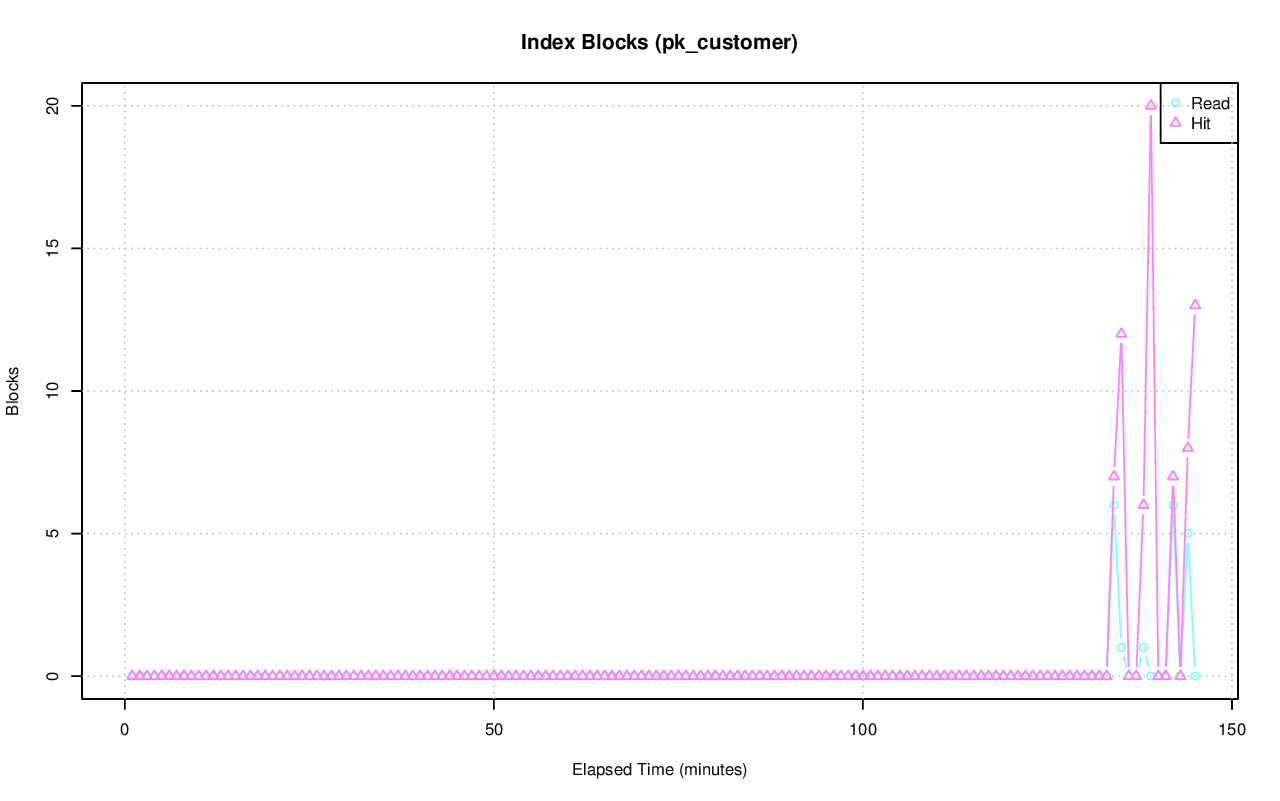 Index Blocks (pk_customer)
Read
Hit
20
15
10
5
0
Blocks
0 50 100 150
Elapsed Time (minutes)